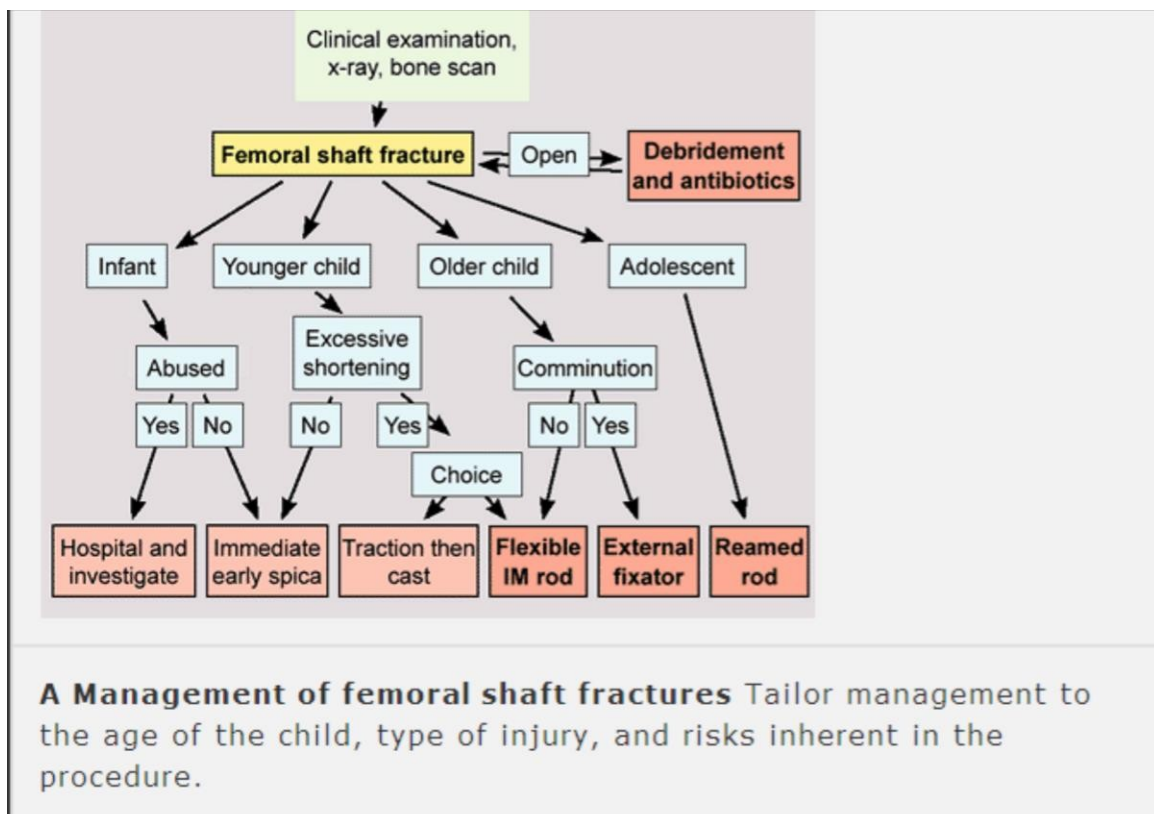 Clinical examination,
x-ray, bone scan
Femoral shaft fracture
Open
Debridement
and antibiotics
Infant
Younger child
Older child
Adolescent
Abused
Excessive
shortening
Comminution
Yes
No
No
Yes
No
Yes
Choice
Hospital and
investigate
Immediate
early spica
Traction then
cast
Flexible
IM rod
External
fixator
Reamed
rod
A Management of femoral shaft fractures Tailor management to
the age of the child, type of injury, and risks inherent in the
procedure.